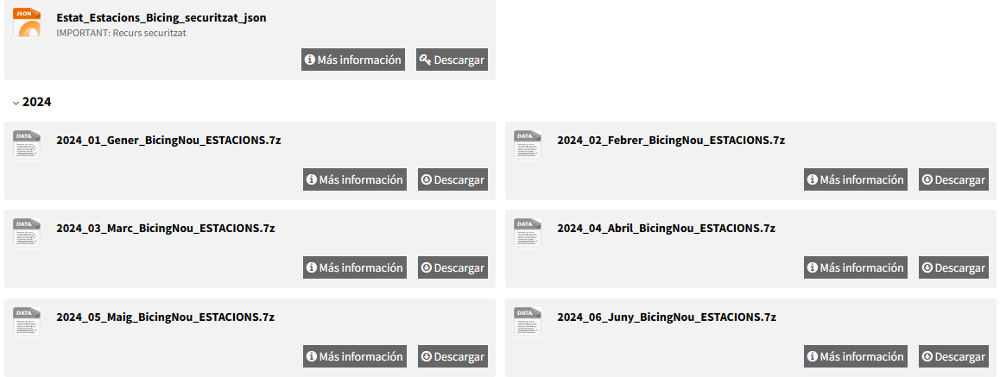 JSON
Estat_Estacions_Bicing_securitzat_json
IMPORTANT: Recurs securitzat
Más información Descargar
2024
DATA
2024_01_Gener_BicingNou_ESTACIONS.7z
Más información Descargar
DATA
2024_02_Febrer_BicingNou_ESTACIONS.7z
Más información Descargar
DATA
2024_03_Marc_BicingNou_ESTACIONS.7z
Más información Descargar
DATA
2024_04_Abril_BicingNou_ESTACIONS.7z
Más información Descargar
DATA
2024_05_Maig_BicingNou_ESTACIONS.7z
Más información Descargar
DATA
2024_06_Juny_BicingNou_ESTACIONS.7z
Más información Descargar